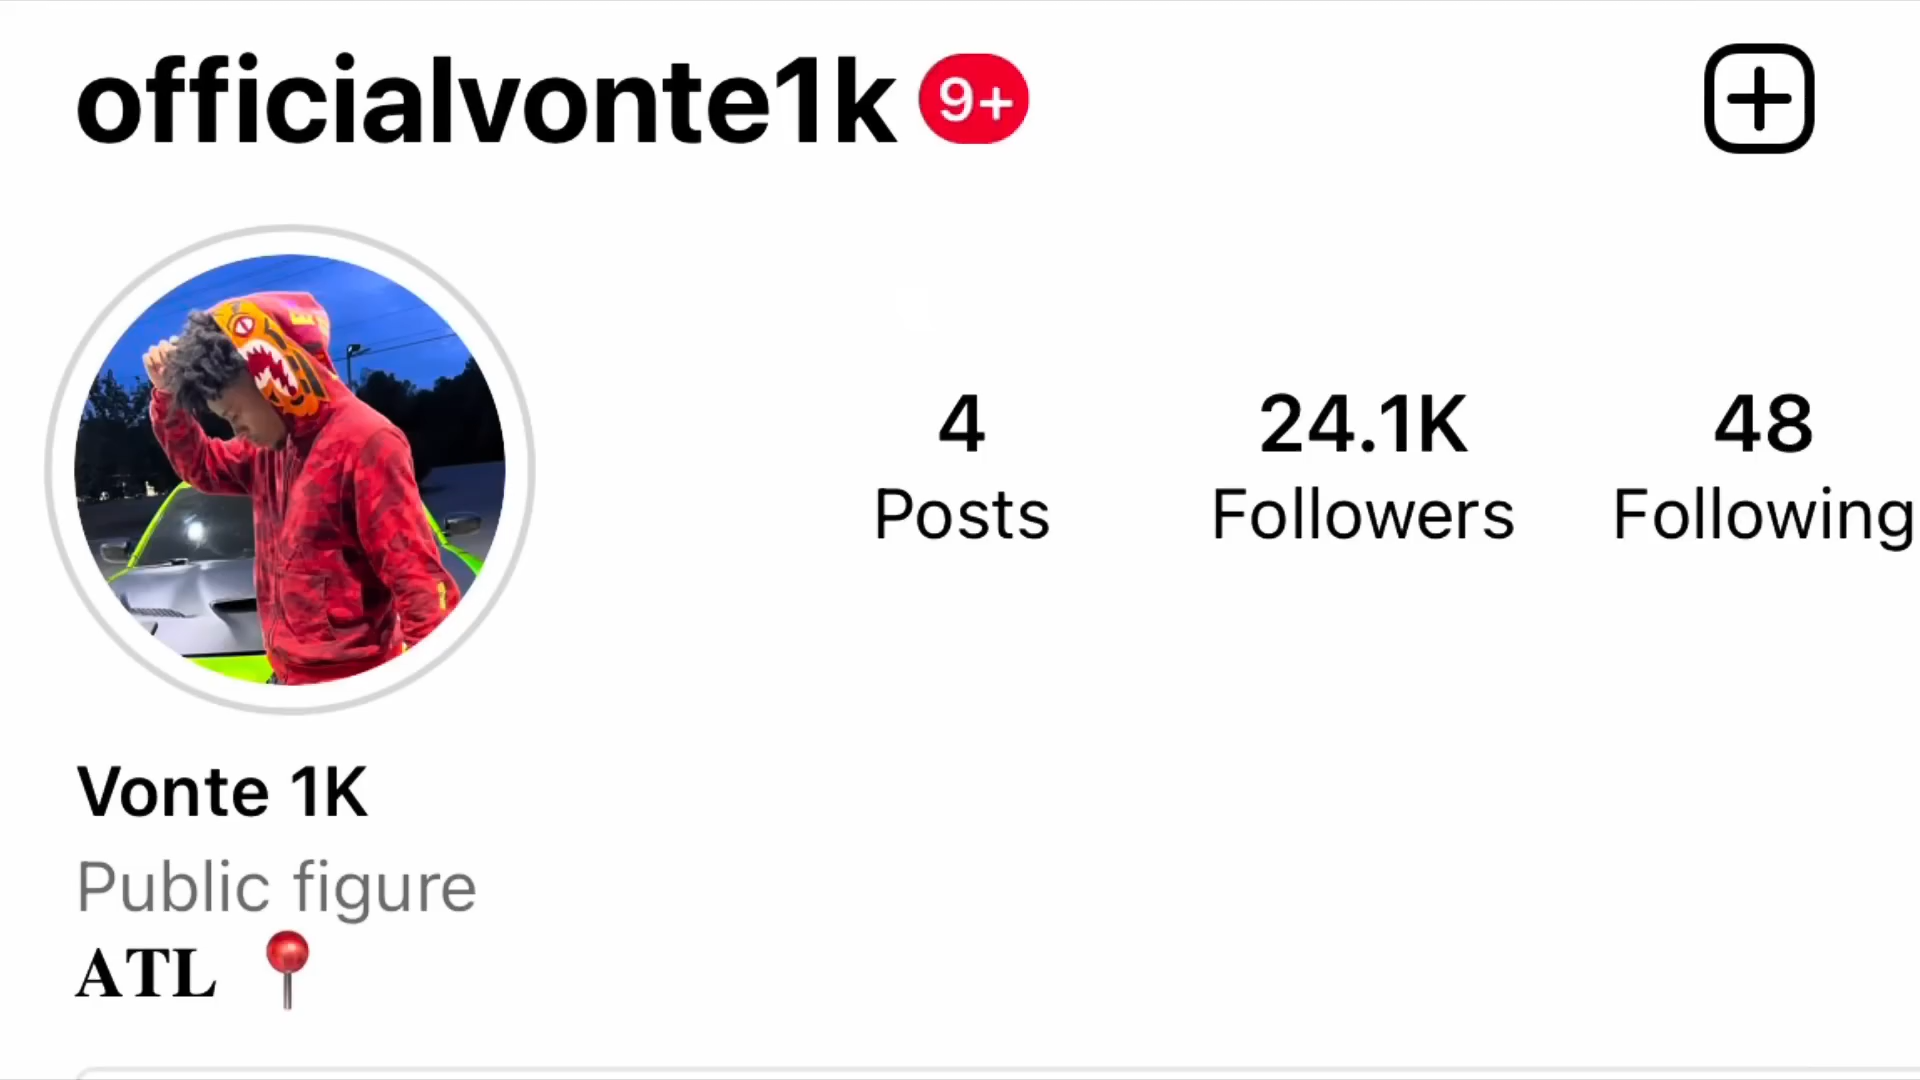 officialvonte1k 9+
4 24.1K 48
Posts Followers Following
Vonte 1K
Public figure
ATL 📍